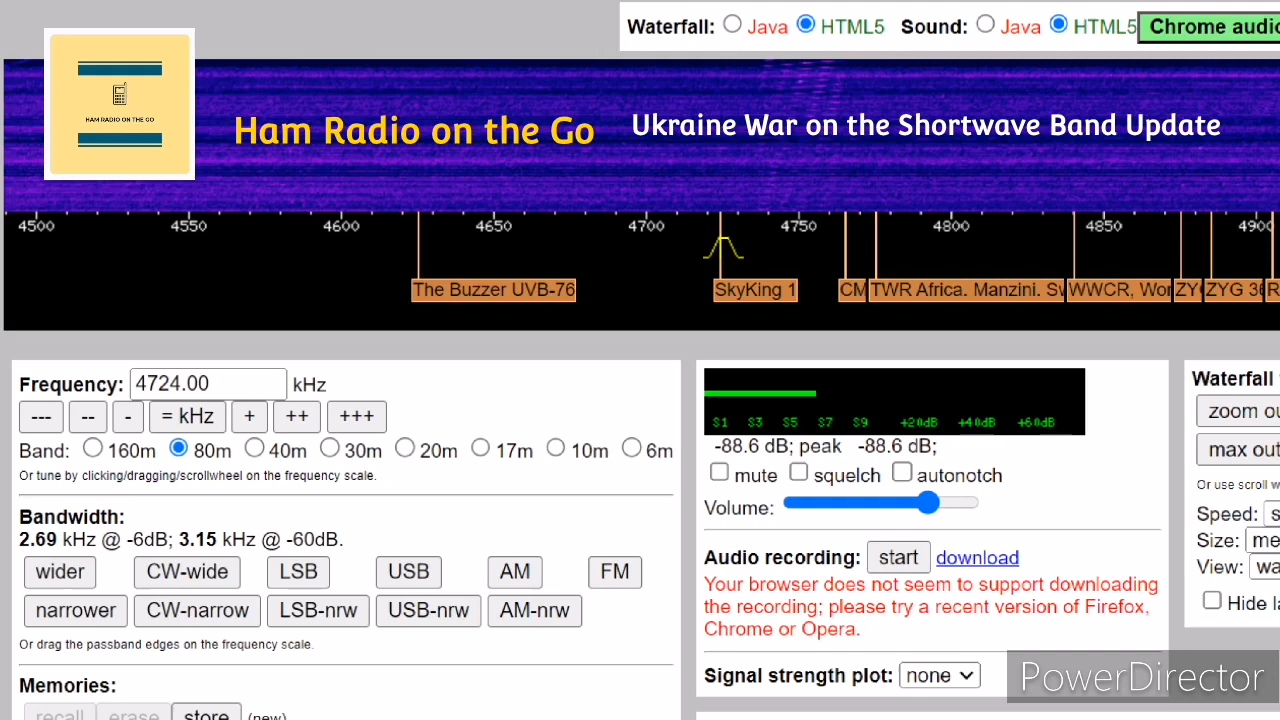 Waterfall: Java HTML5 Sound: Java HTML5 Chrome audio
HAM RADIO ON THE GO
Ham Radio on the Go
Ukraine War on the Shortwave Band Update
4500 4550 4600 4650 4700 4750 4800 4850 4900
The Buzzer UVB-76 SkyKing 1 CM TWR Africa. Manzini. Sw WWCR, Wor ZY ZYG 36 R
Frequency: 4724.00 kHz
--- -- - = kHz + ++ +++
Band: 160m 80m 40m 30m 20m 17m 10m 6m
Or tune by clicking/dragging/scrollwheel on the frequency scale.
Bandwidth:
2.69 kHz @ -6dB; 3.15 kHz @ -60dB.
wider CW-wide LSB USB AM FM
narrower CW-narrow LSB-nrw USB-nrw AM-nrw
Or drag the passband edges on the frequency scale.
Memories:
recall erase store (new)
S1 S3 S5 S7 S9 +20dB +40dB +60dB
-88.6 dB; peak -88.6 dB;
mute squelch autonotch
Volume:
Audio recording: start download
Your browser does not seem to support downloading
the recording; please try a recent version of Firefox,
Chrome or Opera.
Signal strength plot: none
Waterfall
zoom ou
max out
Or use scroll w
Speed: s
Size: me
View: wa
Hide la
PowerDirector